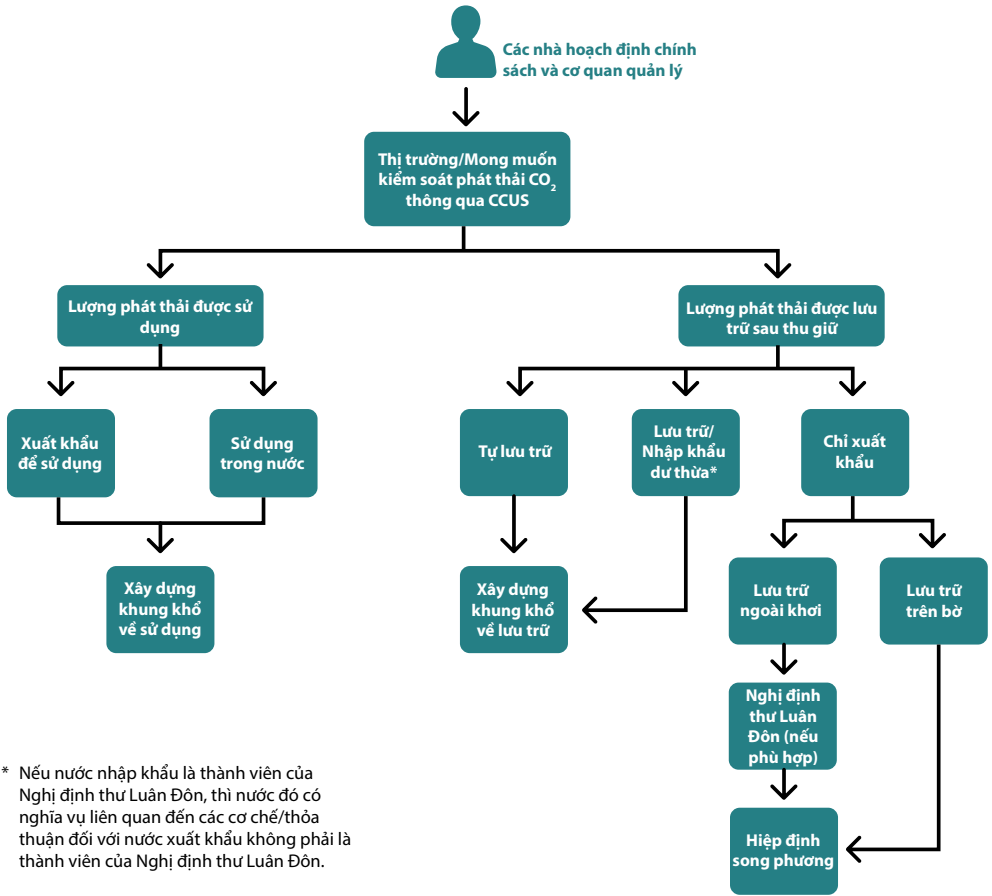 Các nhà hoạch định chính
sách và cơ quan quản lý
Thị trường/Mong muốn
kiểm soát phát thải CO₂
thông qua CCUS
Lượng phát thải được sử
dụng
Lượng phát thải được lưu
trữ sau thu giữ
Xuất khẩu
để sử dụng
Sử dụng
trong nước
Tự lưu trữ
Lưu trữ/
Nhập khẩu
dư thừa*
Chỉ xuất
khẩu
Xây dựng
khung khổ
về sử dụng
Xây dựng
khung khổ
về lưu trữ
Lưu trữ
ngoài khơi
Lưu trữ
trên bờ
Nghị định
thư Luân
Đôn (nếu
phù hợp)
Hiệp định
song phương
* Nếu nước nhập khẩu là thành viên của
Nghị định thư Luân Đôn, thì nước đó có
nghĩa vụ liên quan đến các cơ chế/thỏa
thuận đối với nước xuất khẩu không phải là
thành viên của Nghị định thư Luân Đôn.